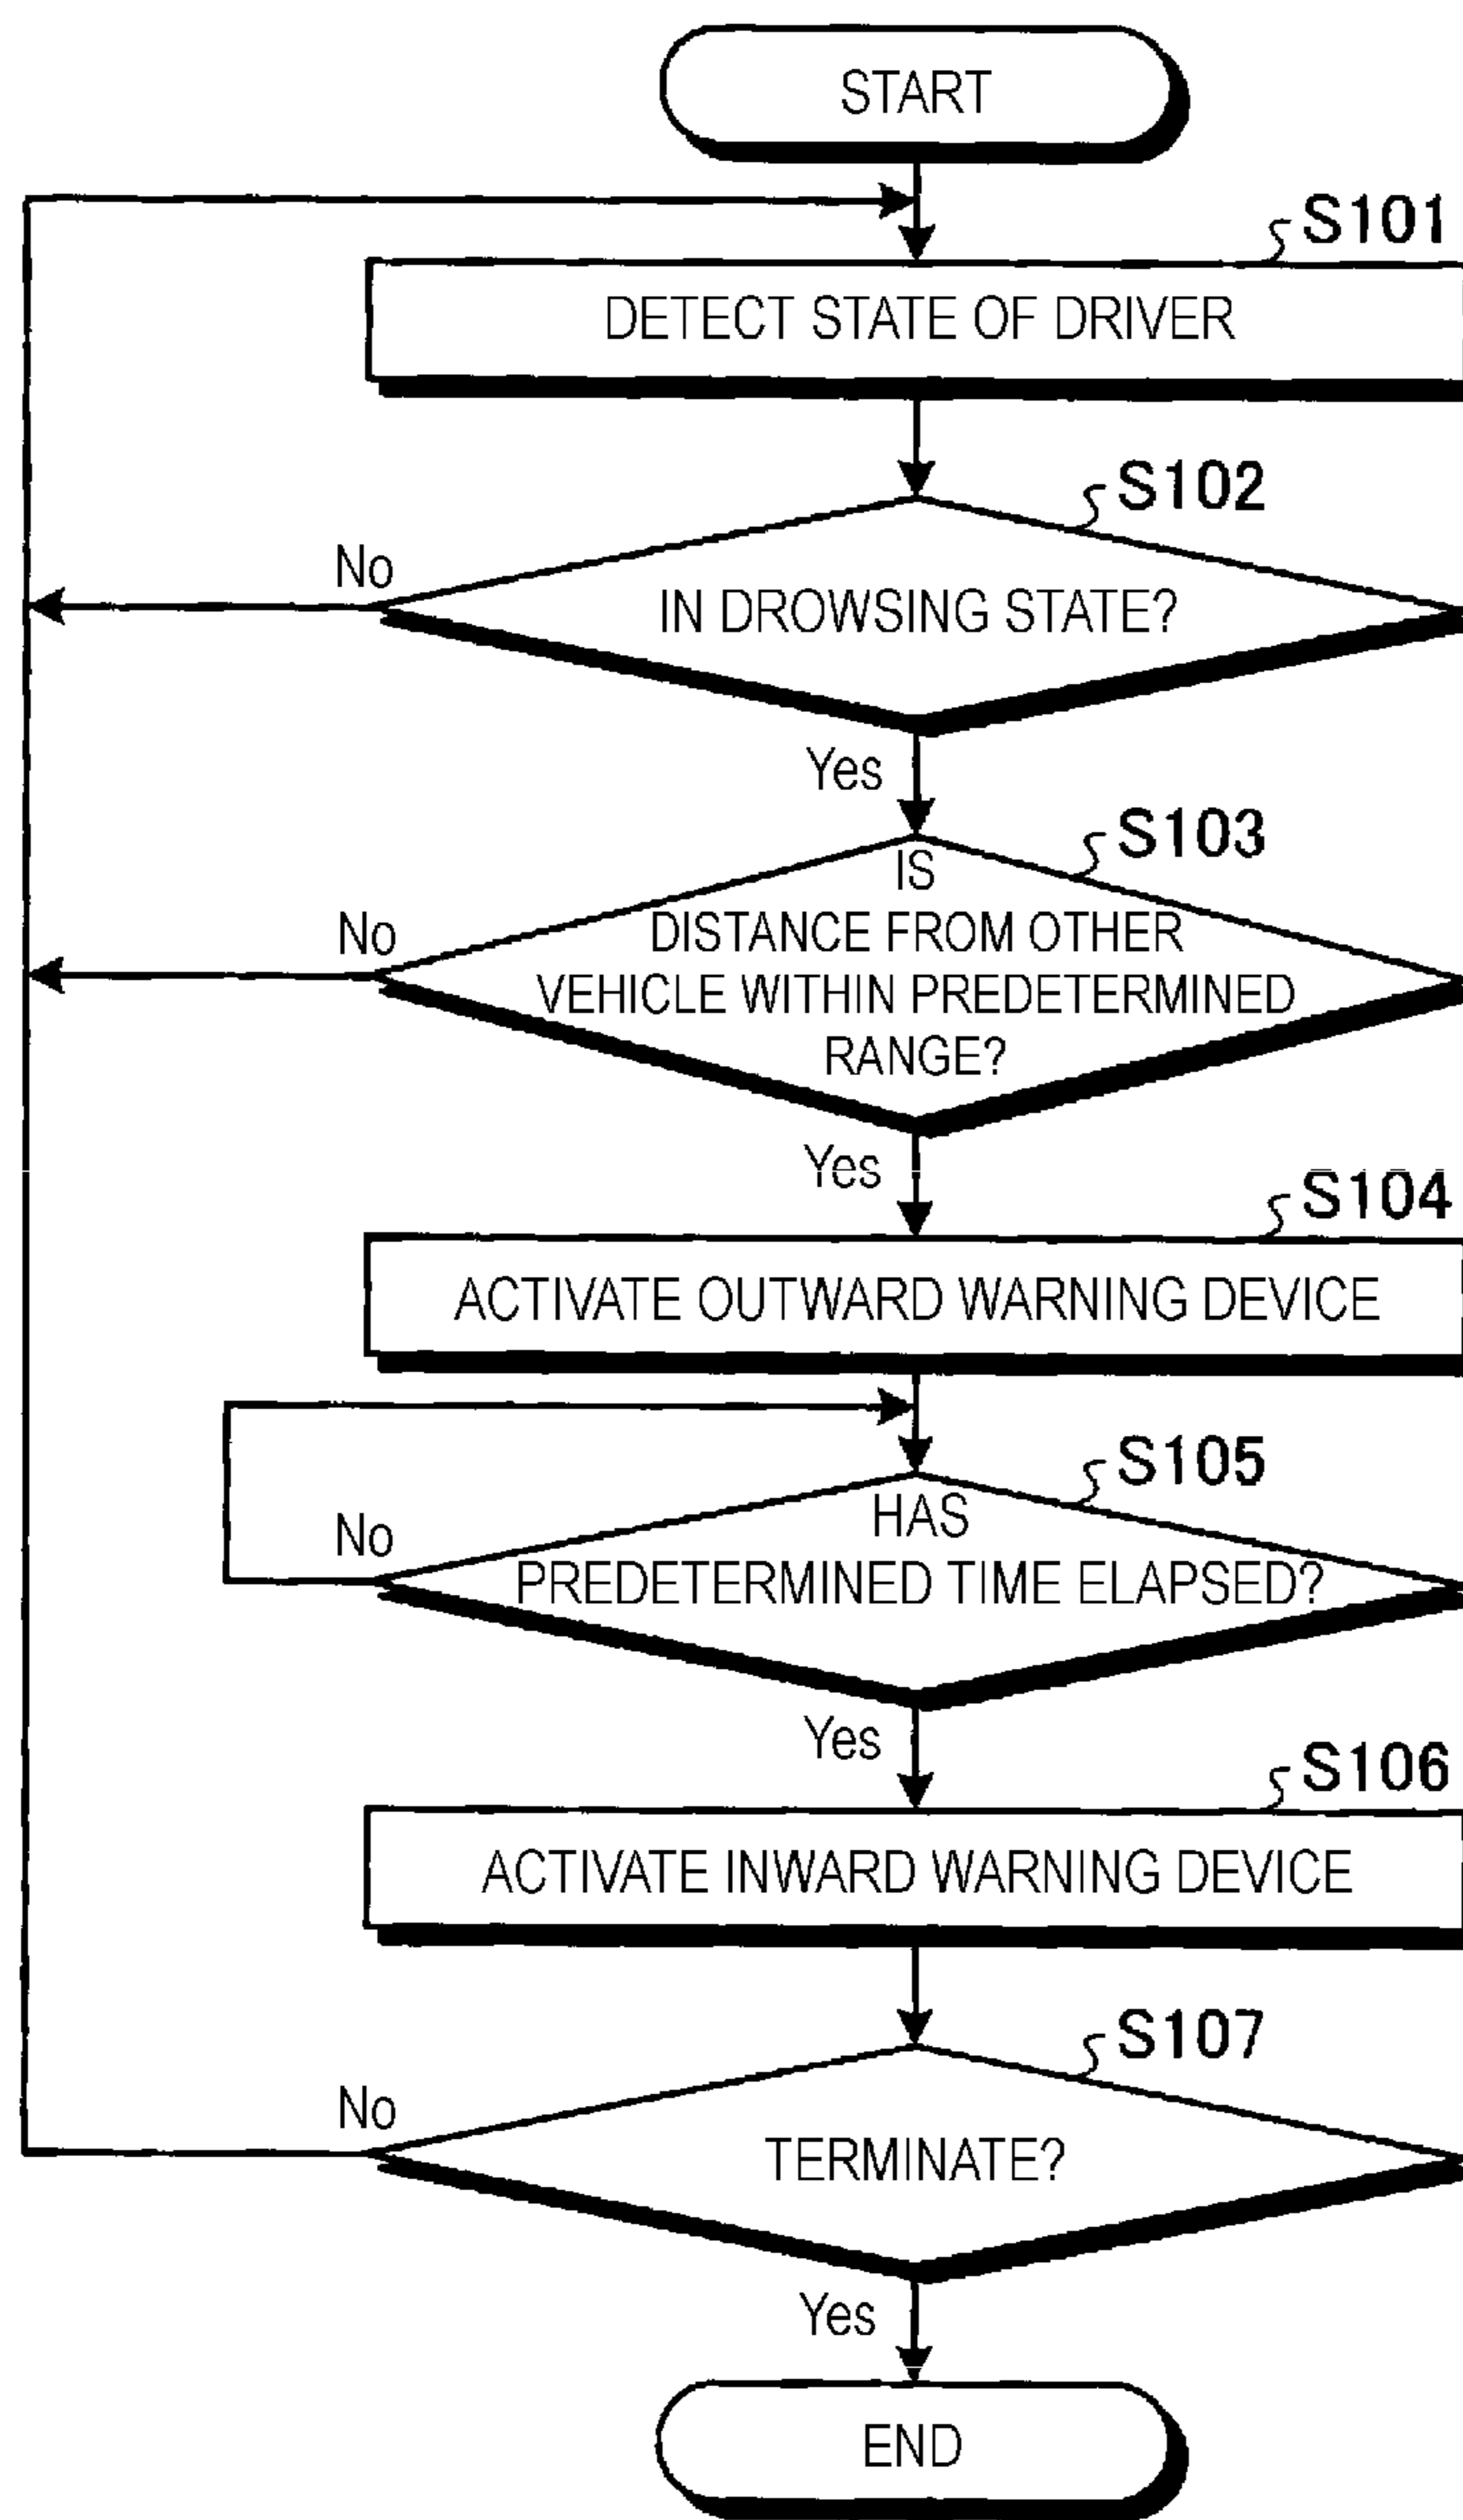 START
S101
DETECT STATE OF DRIVER
S102
No
IN DROWSING STATE?
Yes
S103
IS
No
DISTANCE FROM OTHER
VEHICLE WITHIN PREDETERMINED
RANGE?
Yes
S104
ACTIVATE OUTWARD WARNING DEVICE
S105
HAS
No
PREDETERMINED TIME ELAPSED?
Yes
S106
ACTIVATE INWARD WARNING DEVICE
S107
No
TERMINATE?
Yes
END